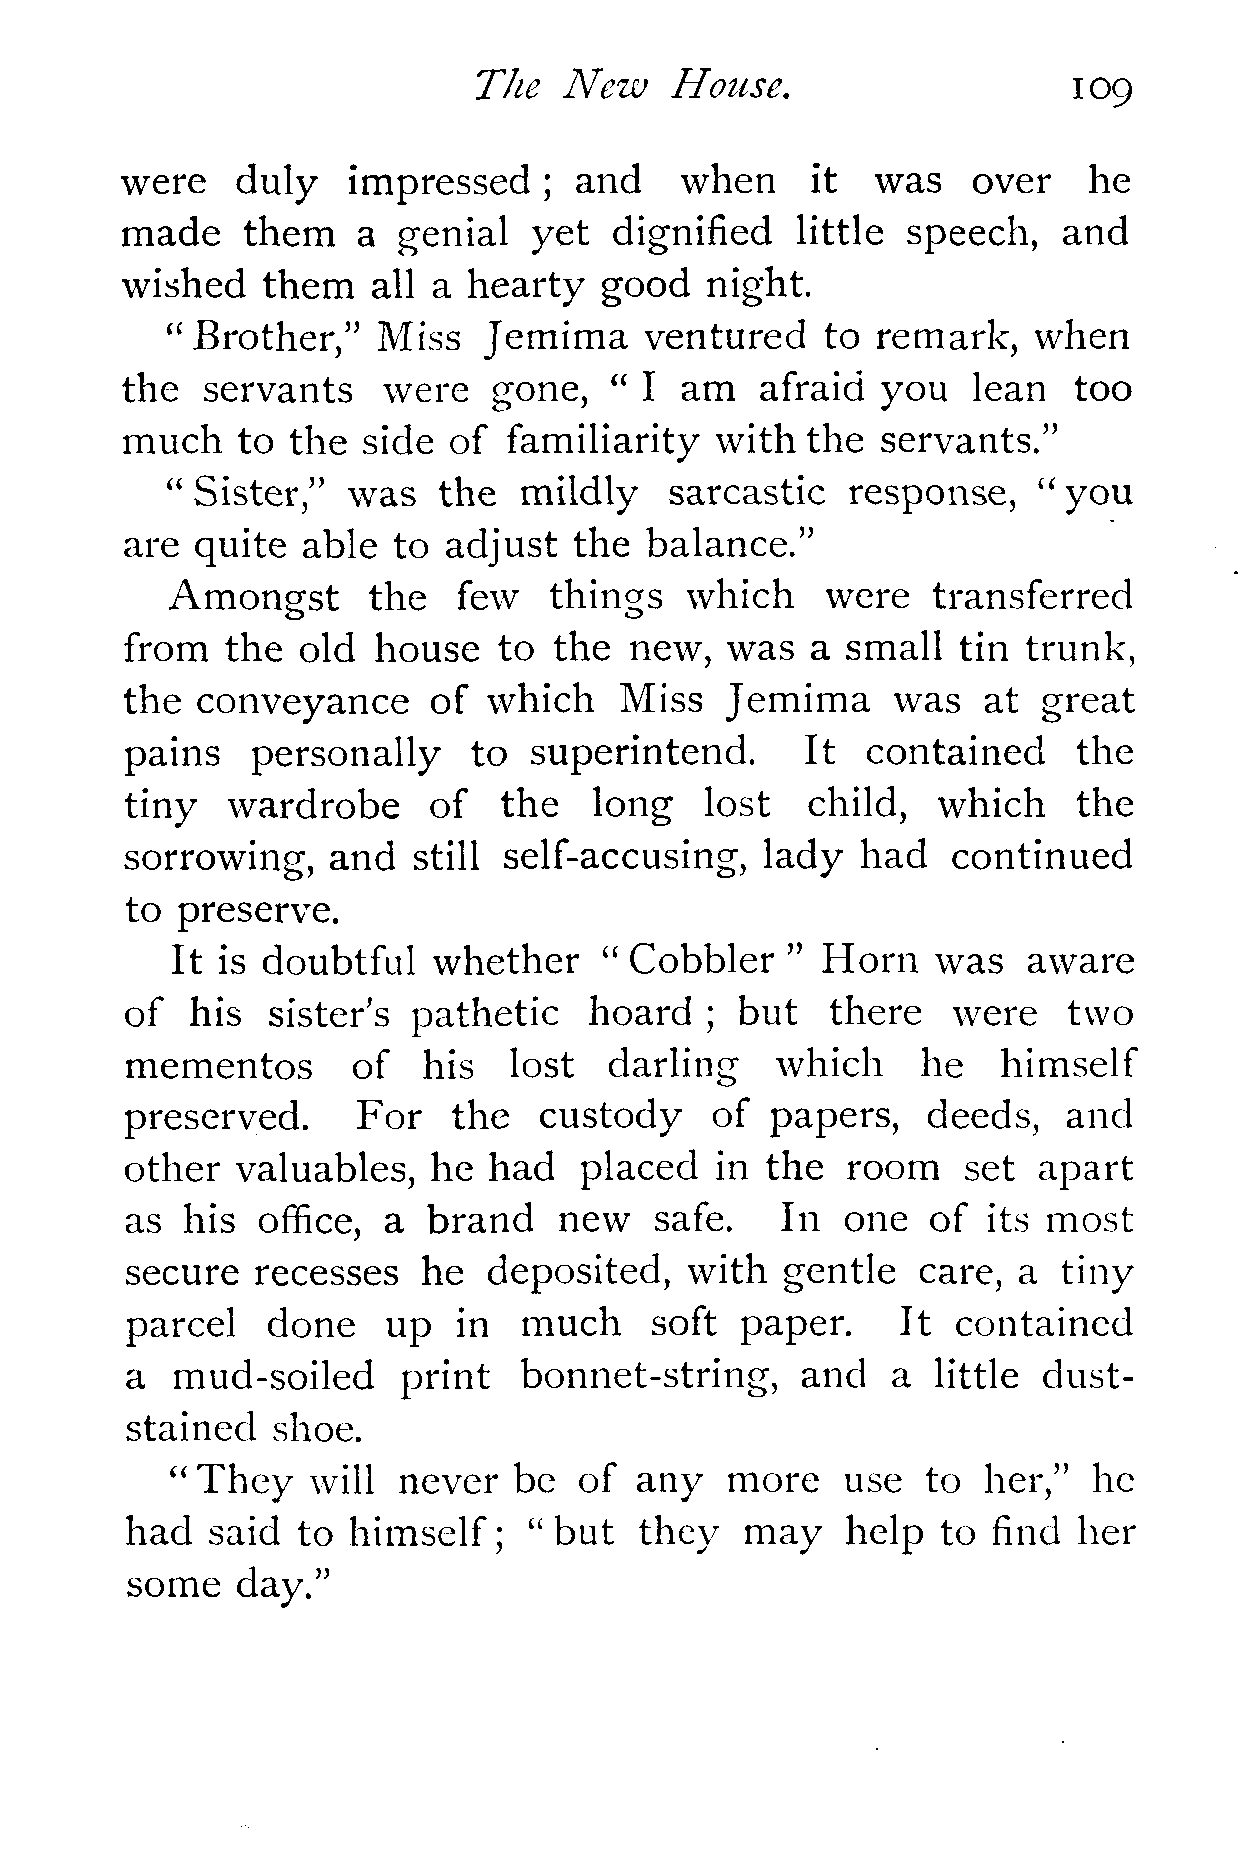 The New House. 109
were duly impressed ; and when it was over he
made them a genial yet dignified little speech, and
wished them all a hearty good night.
“ Brother,” Miss Jemima ventured to remark, when
the servants were gone, “ I am afraid you lean too
much to the side of familiarity with the servants.”
“ Sister,” was the mildly sarcastic response, “ you
are quite able to adjust the balance.”
Amongst the few things which were transferred
from the old house to the new, was a small tin trunk,
the conveyance of which Miss Jemima was at great
pains personally to superintend. It contained the
tiny wardrobe of the long lost child, which the
sorrowing, and still self-accusing, lady had continued
to preserve.
It is doubtful whether “ Cobbler ” Horn was aware
of his sister’s pathetic hoard ; but there were two
mementos of his lost darling which he himself
preserved. For the custody of papers, deeds, and
other valuables, he had placed in the room set apart
as his office, a brand new safe. In one of its most
secure recesses he deposited, with gentle care, a tiny
parcel done up in much soft paper. It contained
a mud-soiled print bonnet-string, and a little dust-
stained shoe.
“ They will never be of any more use to her,” he
had said to himself ; “ but they may help to find her
some day.”